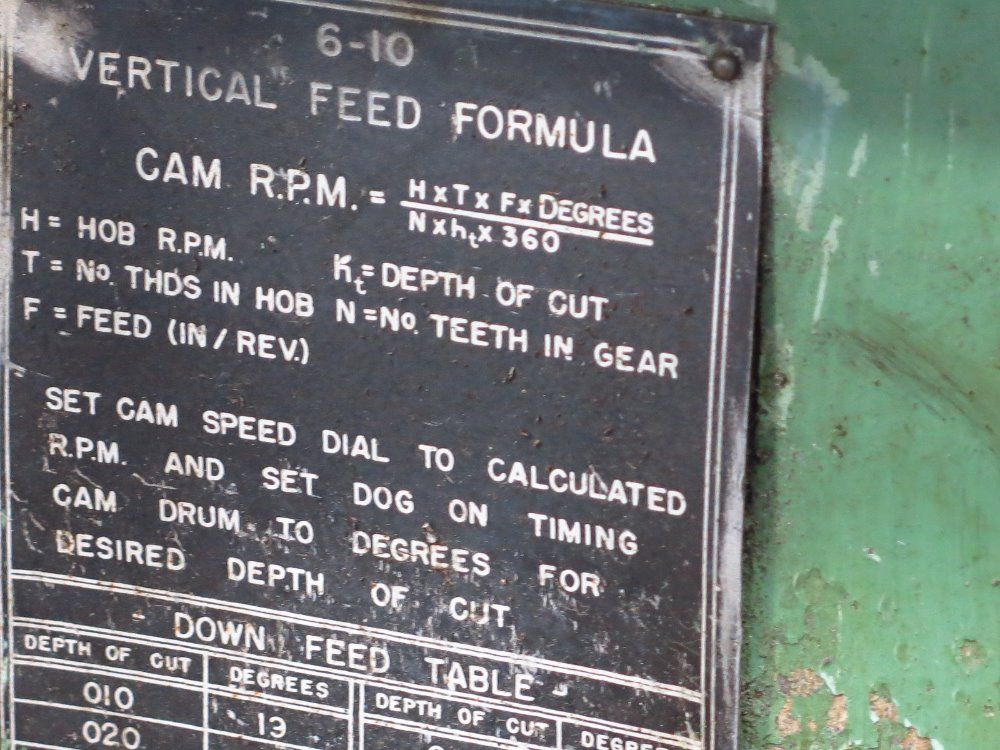 6-10
VERTICAL FEED FORMULA
CAM R.P.M. = HxTxFxDEGREES
Nxhtx360
H = HOB R.P.M.
ht = DEPTH OF CUT
T = No. THDS IN HOB
N = No. TEETH IN GEAR
F = FEED (IN / REV.)
SET CAM SPEED DIAL TO CALCULATED
R.P.M. AND SET DOG ON TIMING
CAM DRUM TO DEGREES FOR
DESIRED DEPTH OF CUT
DOWN FEED TABLE
DEPTH OF CUT DEGREES DEPTH OF CUT DEGREES
010 13
020